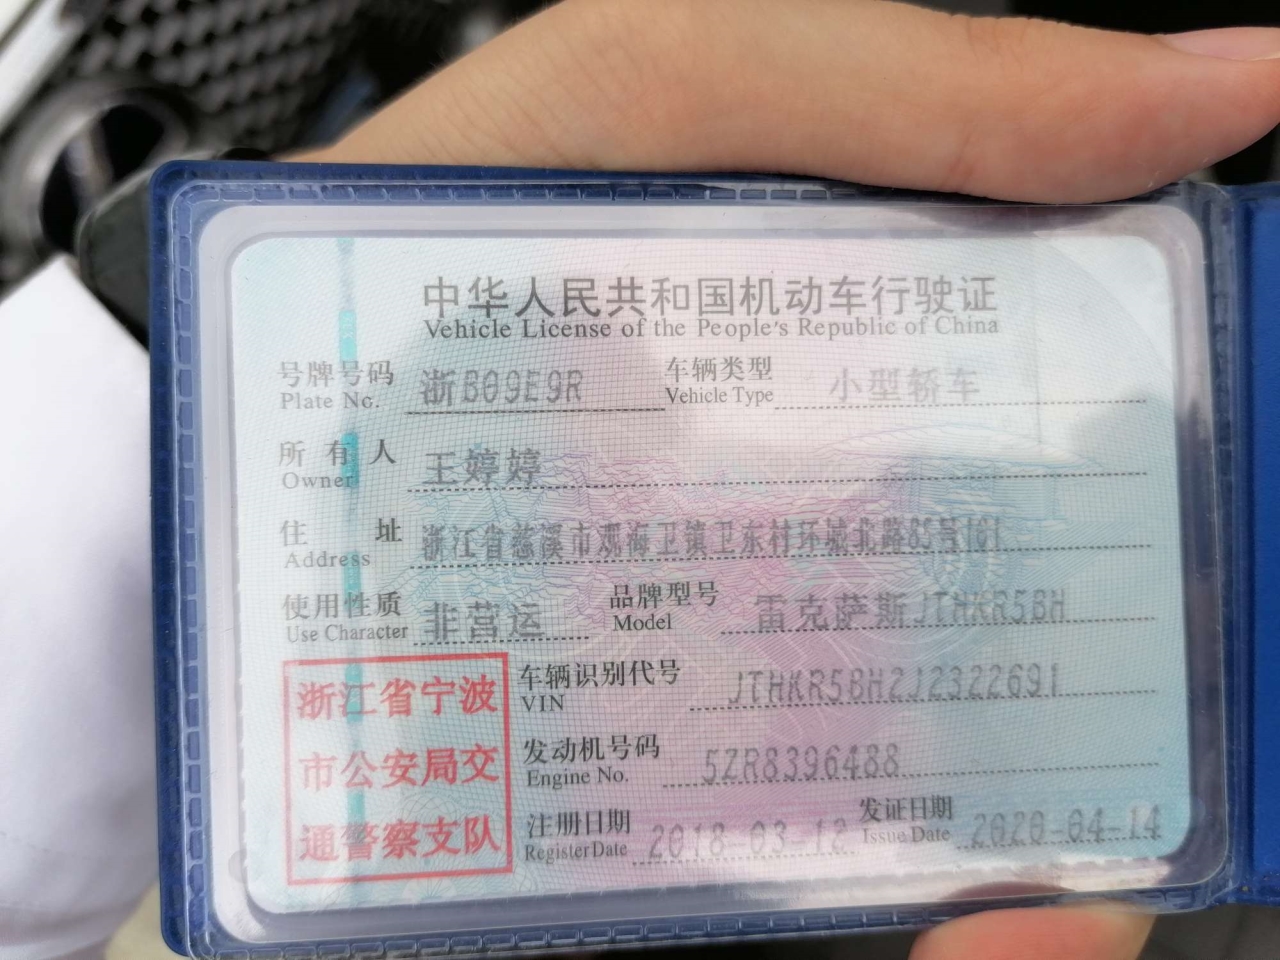 中华人民共和国机动车行驶证
Vehicle License of the People's Republic of China
号牌号码 浙B09E9R 车辆类型 小型轿车
Plate No. Vehicle Type
所有人 王婷婷
Owner
住址 浙江省慈溪市观海卫镇卫东村环城北路85号101
Address
使用性质 非营运 品牌型号 雷克萨斯JTHKR5BH
Use Character Model
浙江省宁波
市公安局交
通警察支队
车辆识别代号 JTHKR5BH2J2322691
VIN
发动机号码 5ZR8396488
Engine No.
注册日期 2018-03-12 发证日期 2020-04-14
Register Date Issue Date